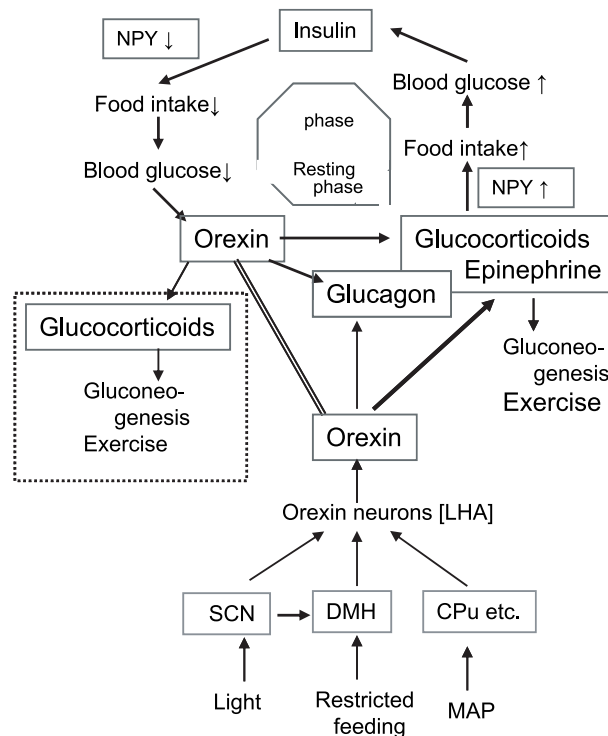 Insulin
NPY ↓
Blood glucose ↑
Food intake↓
phase
Food intake↑
Blood glucose↓
Resting
phase
NPY ↑
Orexin
Glucocorticoids
Epinephrine
Glucagon
Glucocorticoids
Gluconeo-
genesis
Exercise
Gluconeo-
genesis
Exercise
Orexin
Orexin neurons [LHA]
SCN
DMH
CPu etc.
Light
Restricted
feeding
MAP